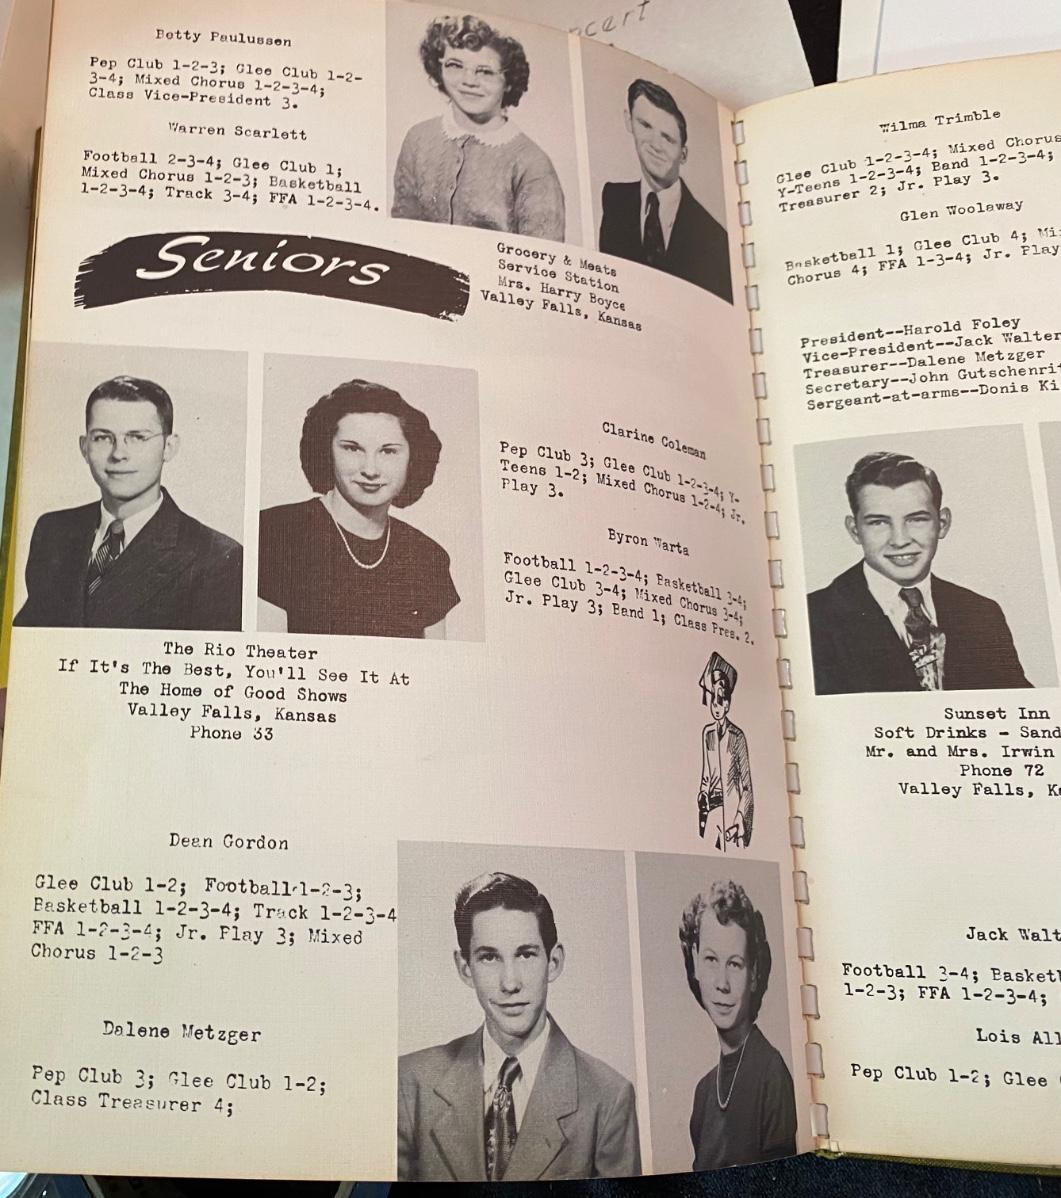 cert
Betty Paulussen
Pep Club 1-2-3; Glee Club 1-2-
3-4; Mixed Chorus 1-2-3-4;
Class Vice-President 3.
Warren Scarlett
Football 2-3-4; Glee Club 1;
Mixed Chorus 1-2-3; Basketball
1-2-3-4; Track 3-4; FFA 1-2-3-4.
Seniors
Grocery & Meats
Service Station
Mrs. Harry Boyce
Valley Falls, Kansas
Clarine Coleman
Pep Club 3; Glee Club 1-2-3-4; Y-
Teens 1-2; Mixed Chorus 1-2-4; Jr.
Play 3.
Byron Warta
Football 1-2-3-4; Basketball 3-4;
Glee Club 3-4; Mixed Chorus 3-4;
Jr. Play 3; Band 1; Class Pres. 2.
The Rio Theater
If It's The Best, You'll See It At
The Home of Good Shows
Valley Falls, Kansas
Phone 33
Dean Gordon
Glee Club 1-2; Football 1-2-3;
Basketball 1-2-3-4; Track 1-2-3-4
FFA 1-2-3-4; Jr. Play 3; Mixed
Chorus 1-2-3
Dalene Metzger
Pep Club 3; Glee Club 1-2;
Class Treasurer 4;
Wilma Trimble
Glee Club 1-2-3-4; Mixed Chorus
Y-Teens 1-2-3-4; Band 1-2-3-4;
Treasurer 2; Jr. Play 3.
Glen Woolaway
Basketball 1; Glee Club 4; Mi
Chorus 4; FFA 1-3-4; Jr. Play
President--Harold Foley
Vice-President--Jack Walter
Treasurer--Dalene Metzger
Secretary--John Gutschenrit
Sergeant-at-arms--Donis Ki
Sunset Inn
Soft Drinks - Sand
Mr. and Mrs. Irwin
Phone 72
Valley Falls, K
Jack Walt
Football 3-4; Basketb
1-2-3; FFA 1-2-3-4;
Lois All
Pep Club 1-2; Glee